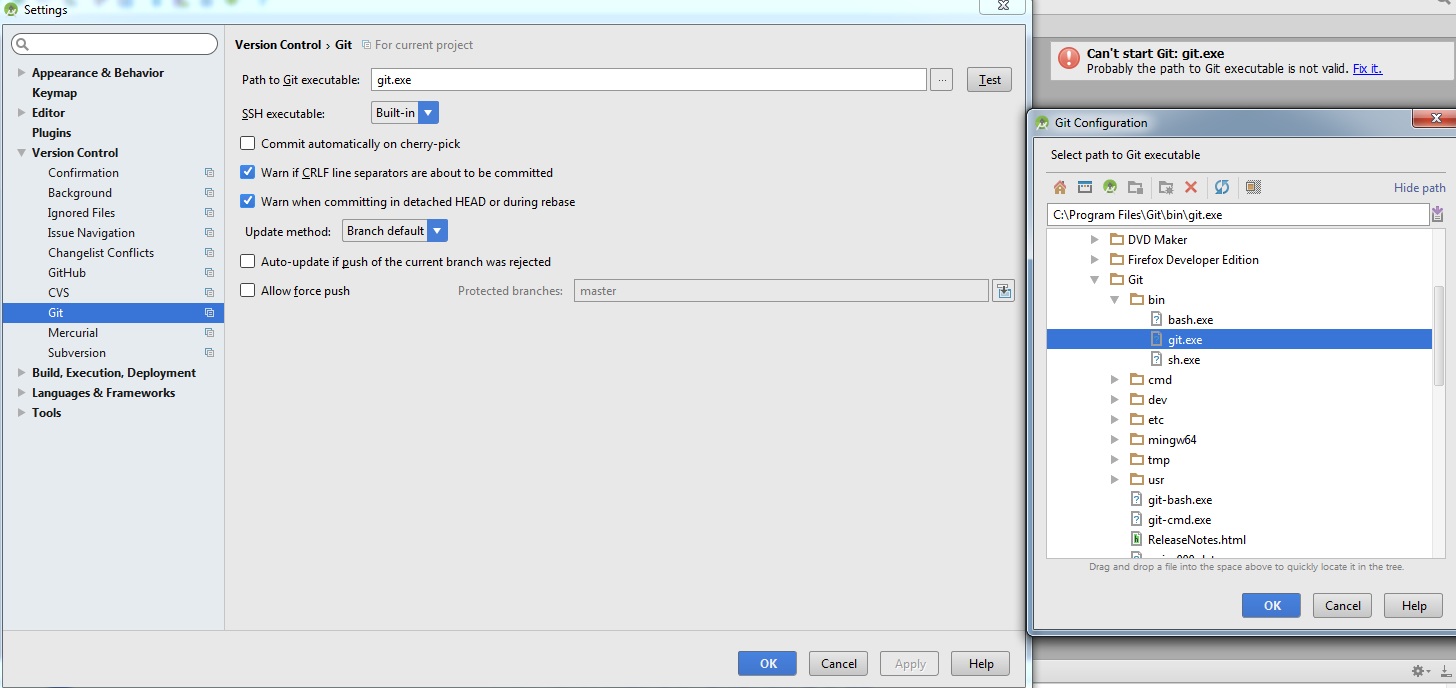 Settings
Version Control › Git For current project
Appearance & Behavior
Keymap
Editor
Plugins
Version Control
Confirmation
Background
Ignored Files
Issue Navigation
Changelist Conflicts
GitHub
CVS
Git
Mercurial
Subversion
Build, Execution, Deployment
Languages & Frameworks
Tools
Path to Git executable: git.exe ... Test
SSH executable: Built-in
Commit automatically on cherry-pick
Warn if CRLF line separators are about to be committed
Warn when committing in detached HEAD or during rebase
Update method: Branch default
Auto-update if push of the current branch was rejected
Allow force push Protected branches: master
OK Cancel Apply Help
Can't start Git: git.exe
Probably the path to Git executable is not valid. Fix it.
Git Configuration
Select path to Git executable
Hide path
C:\Program Files\Git\bin\git.exe
DVD Maker
Firefox Developer Edition
Git
bin
bash.exe
git.exe
sh.exe
cmd
dev
etc
mingw64
tmp
usr
git-bash.exe
git-cmd.exe
ReleaseNotes.html
Drag and drop a file into the space above to quickly locate it in the tree.
OK Cancel Help